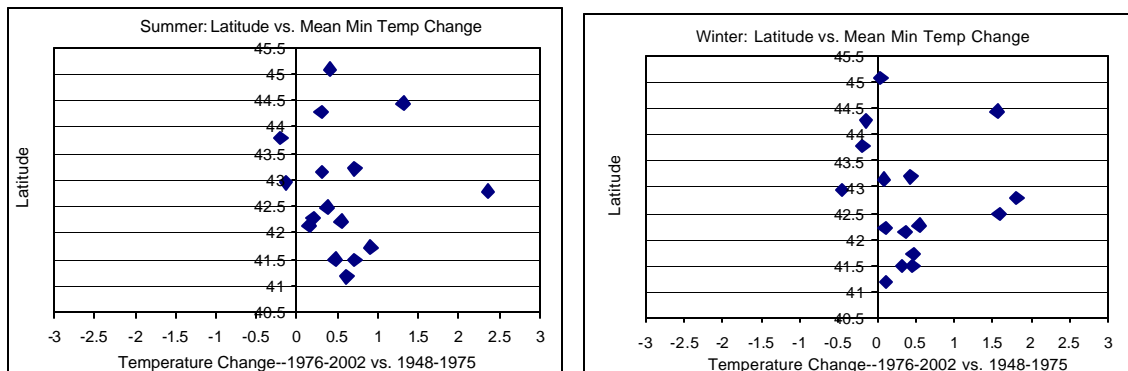 Summer: Latitude vs. Mean Min Temp Change
45.5
45
44.5
44
43.5
43
42.5
42
41.5
41
40.5
Latitude
-3 -2.5 -2 -1.5 -1 -0.5 0 0.5 1 1.5 2 2.5 3
Temperature Change--1976-2002 vs. 1948-1975
Winter: Latitude vs. Mean Min Temp Change
45.5
45
44.5
44
43.5
43
42.5
42
41.5
41
40.5
Latitude
-3 -2.5 -2 -1.5 -1 -0.5 0 0.5 1 1.5 2 2.5 3
Temperature Change--1976-2002 vs. 1948-1975